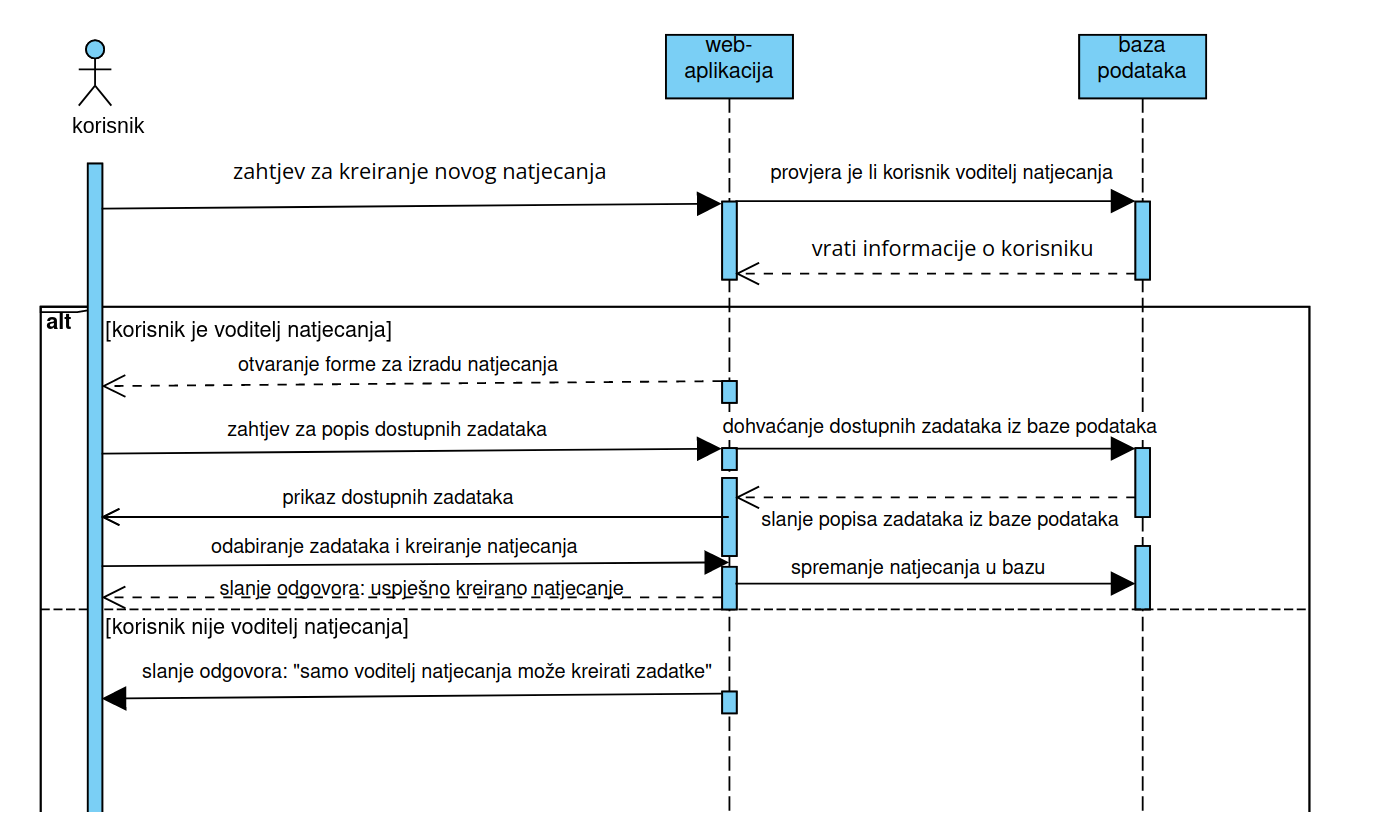 web-
aplikacija
baza
podataka
korisnik
zahtjev za kreiranje novog natjecanja
provjera je li korisnik voditelj natjecanja
vrati informacije o korisniku
alt
[korisnik je voditelj natjecanja]
otvaranje forme za izradu natjecanja
zahtjev za popis dostupnih zadataka
dohvaćanje dostupnih zadataka iz baze podataka
prikaz dostupnih zadataka
slanje popisa zadataka iz baze podataka
odabiranje zadataka i kreiranje natjecanja
spremanje natjecanja u bazu
slanje odgovora: uspješno kreirano natjecanje
[korisnik nije voditelj natjecanja]
slanje odgovora: "samo voditelj natjecanja može kreirati zadatke"